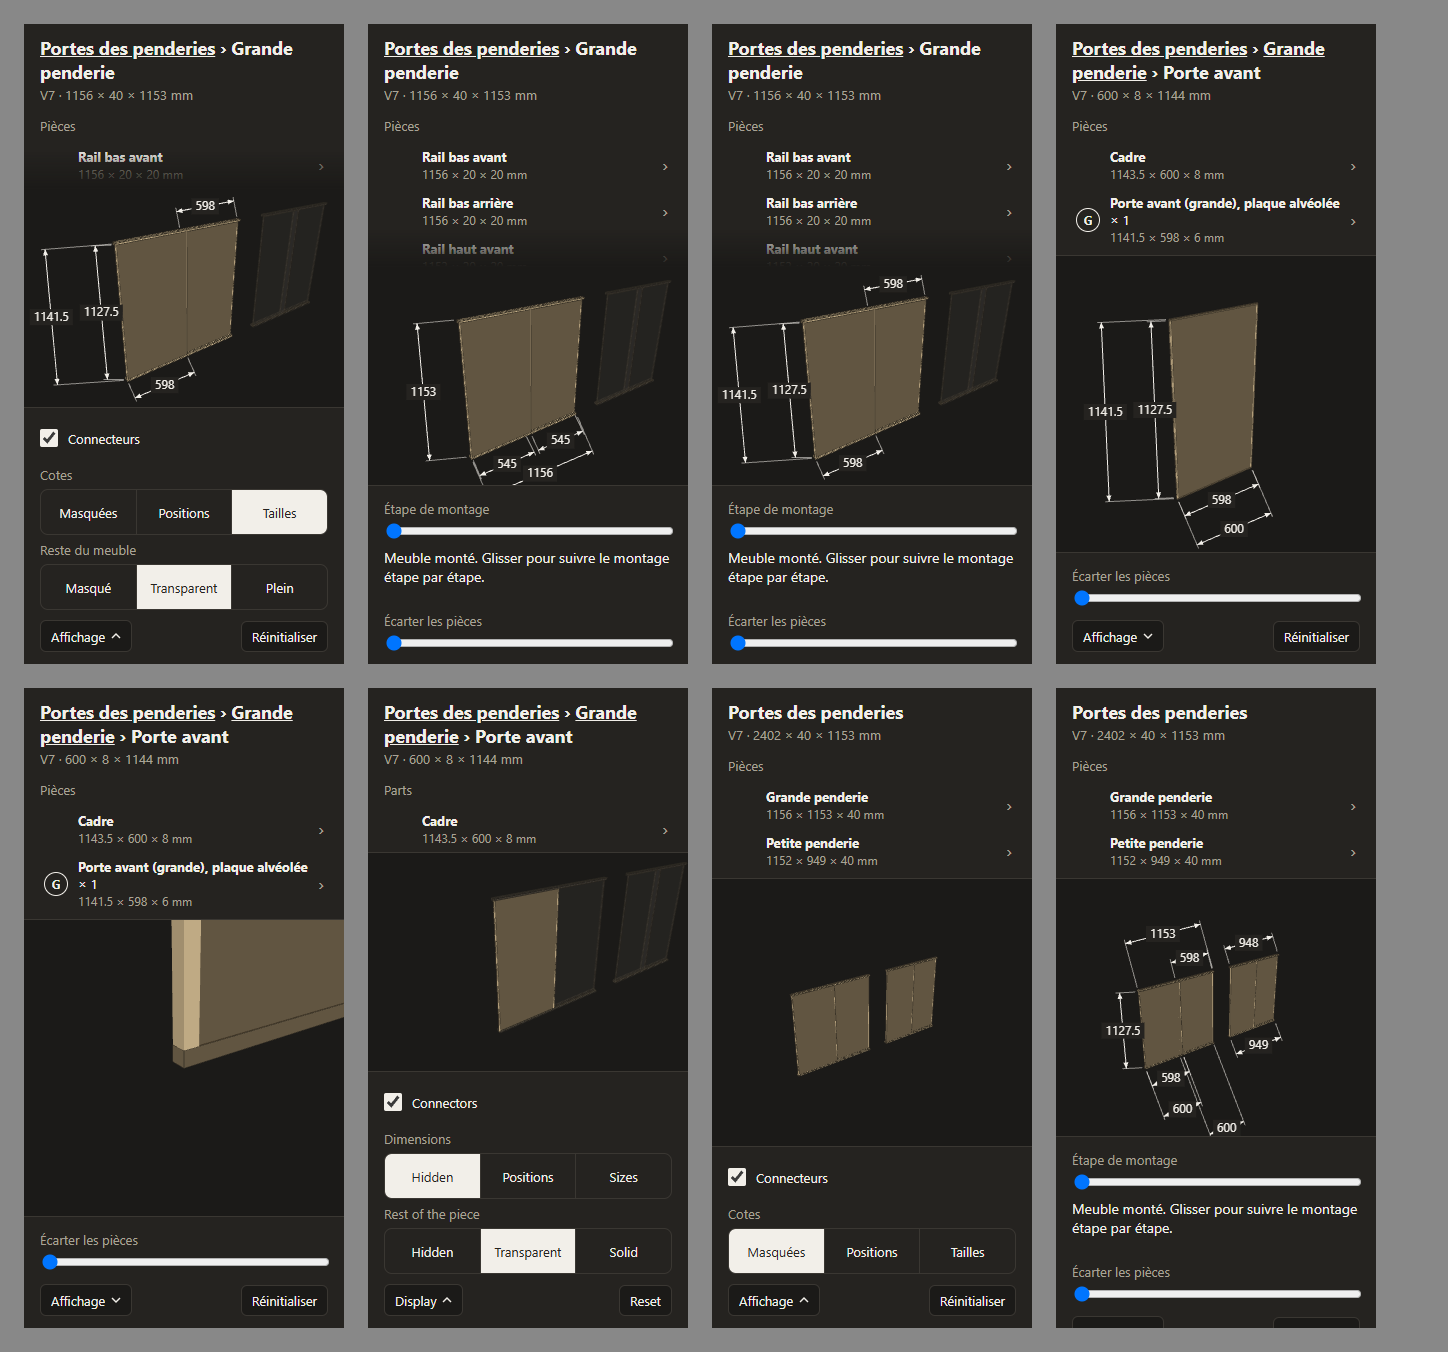 Portes des penderies › Grande
penderie
V7 · 1156 × 40 × 1153 mm
Pièces
Rail bas avant
1156 × 20 × 20 mm
598
1141.5
1127.5
598
Connecteurs
Cotes
Masquées
Positions
Tailles
Reste du meuble
Masqué
Transparent
Plein
Affichage
Réinitialiser
Portes des penderies › Grande
penderie
V7 · 1156 × 40 × 1153 mm
Pièces
Rail bas avant
1156 × 20 × 20 mm
Rail bas arrière
1156 × 20 × 20 mm
Rail haut avant
1153
545
545
1156
Étape de montage
Meuble monté. Glisser pour suivre le montage
étape par étape.
Écarter les pièces
Portes des penderies › Grande
penderie
V7 · 1156 × 40 × 1153 mm
Pièces
Rail bas avant
1156 × 20 × 20 mm
Rail bas arrière
1156 × 20 × 20 mm
Rail haut avant
598
1141.5
1127.5
598
Étape de montage
Meuble monté. Glisser pour suivre le montage
étape par étape.
Écarter les pièces
Portes des penderies › Grande
penderie › Porte avant
V7 · 600 × 8 × 1144 mm
Pièces
Cadre
1143.5 × 600 × 8 mm
G
Porte avant (grande), plaque alvéolée
× 1
1141.5 × 598 × 6 mm
1141.5
1127.5
598
600
Écarter les pièces
Affichage
Réinitialiser
Portes des penderies › Grande
penderie › Porte avant
V7 · 600 × 8 × 1144 mm
Pièces
Cadre
1143.5 × 600 × 8 mm
G
Porte avant (grande), plaque alvéolée
× 1
1141.5 × 598 × 6 mm
Écarter les pièces
Affichage
Réinitialiser
Portes des penderies › Grande
penderie › Porte avant
V7 · 600 × 8 × 1144 mm
Parts
Cadre
1143.5 × 600 × 8 mm
Connectors
Dimensions
Hidden
Positions
Sizes
Rest of the piece
Hidden
Transparent
Solid
Display
Reset
Portes des penderies
V7 · 2402 × 40 × 1153 mm
Pièces
Grande penderie
1156 × 1153 × 40 mm
Petite penderie
1152 × 949 × 40 mm
Connecteurs
Cotes
Masquées
Positions
Tailles
Affichage
Réinitialiser
Portes des penderies
V7 · 2402 × 40 × 1153 mm
Pièces
Grande penderie
1156 × 1153 × 40 mm
Petite penderie
1152 × 949 × 40 mm
1153
598
948
1127.5
949
598
600
600
Étape de montage
Meuble monté. Glisser pour suivre le montage
étape par étape.
Écarter les pièces